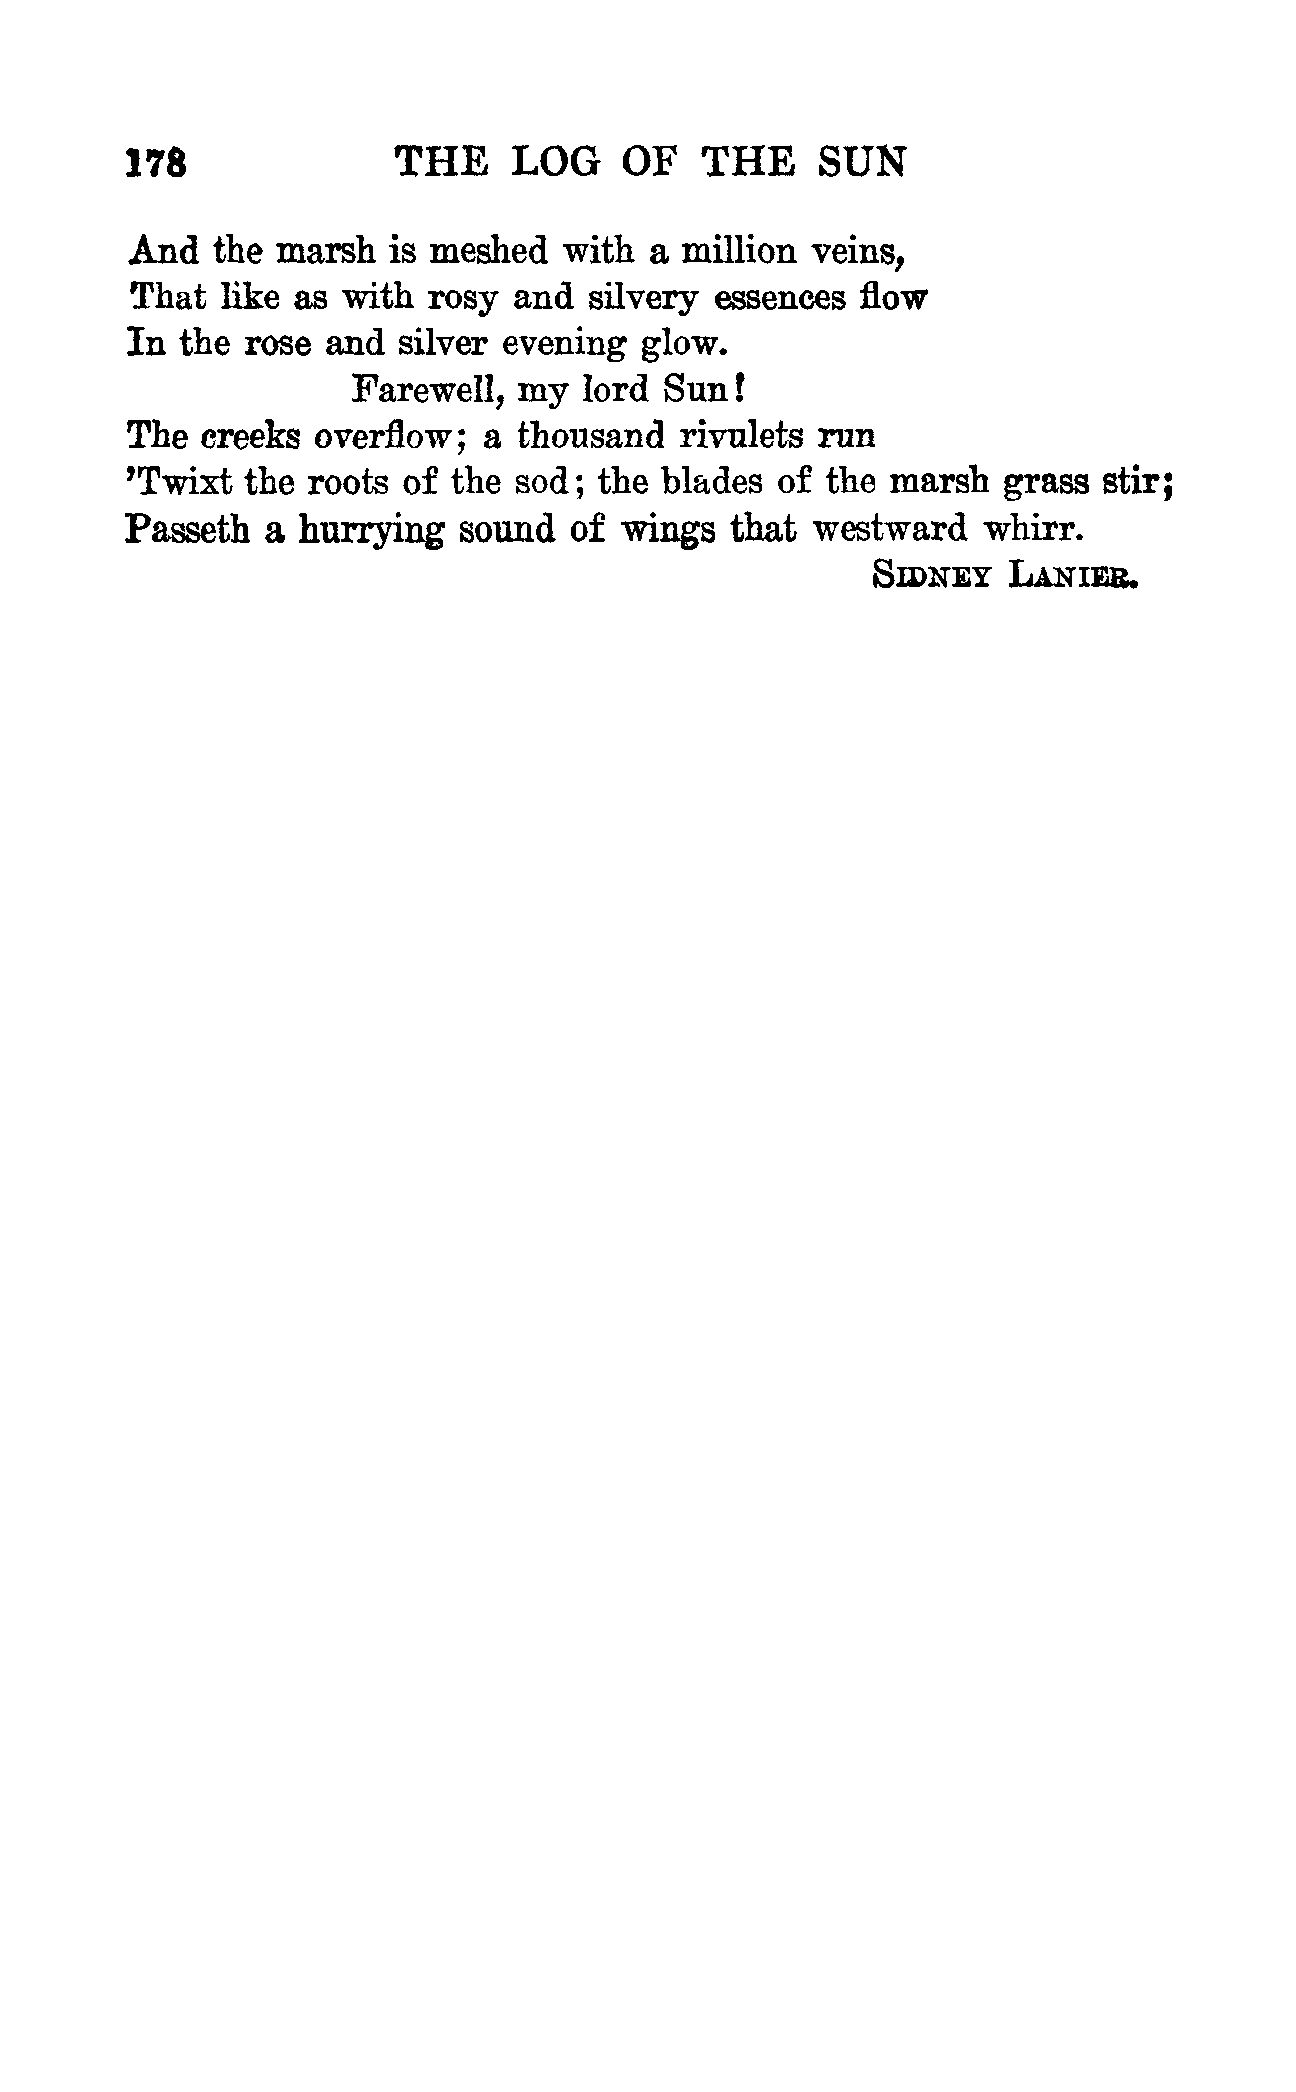 178 THE LOG OF THE SUN
And the marsh is meshed with a million veins,
That like as with rosy and silvery essences flow
In the rose and silver evening glow.
Farewell, my lord Sun!
The creeks overflow; a thousand rivulets run
’Twixt the roots of the sod; the blades of the marsh grass stir;
Passeth a hurrying sound of wings that westward whirr.
SIDNEY LANIER.